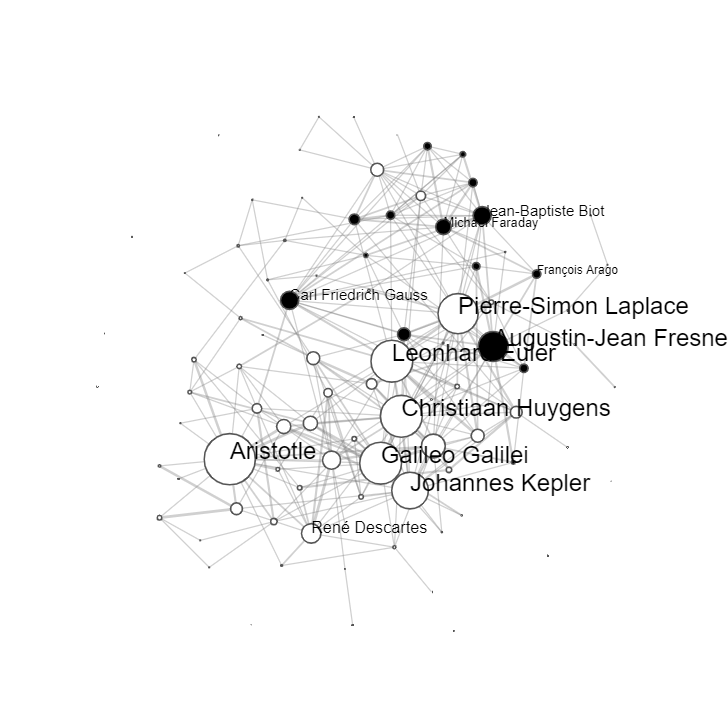 Jean-Baptiste Biot
Michael Faraday
François Arago
Carl Friedrich Gauss
Pierre-Simon Laplace
Augustin-Jean Fresne
Leonhard Euler
Christiaan Huygens
Aristotle
Galileo Galilei
Johannes Kepler
René Descartes